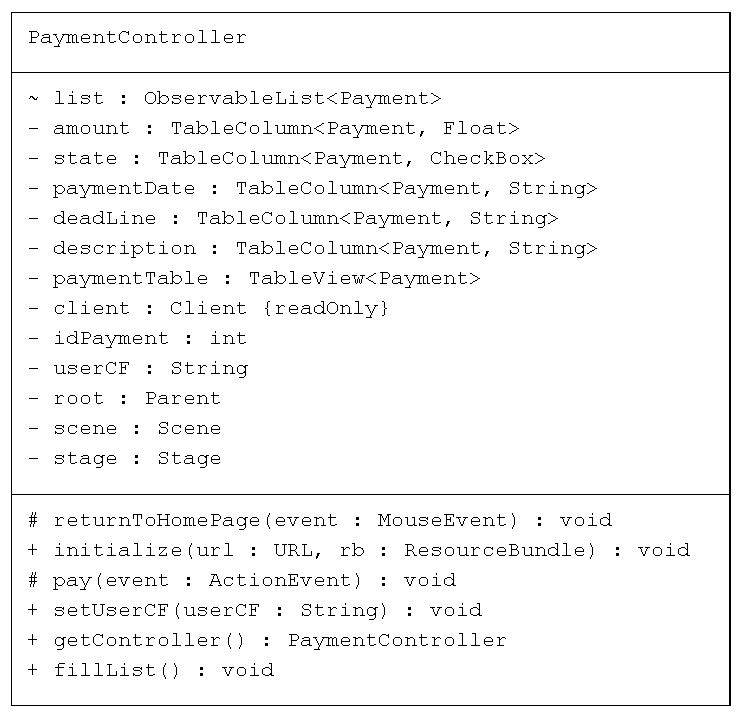 PaymentController
~ list : ObservableList<Payment>
- amount : TableColumn<Payment, Float>
- state : TableColumn<Payment, CheckBox>
- paymentDate : TableColumn<Payment, String>
- deadLine : TableColumn<Payment, String>
- description : TableColumn<Payment, String>
- paymentTable : TableView<Payment>
- client : Client {readOnly}
- idPayment : int
- userCF : String
- root : Parent
- scene : Scene
- stage : Stage
# returnToHomePage(event : MouseEvent) : void
+ initialize(url : URL, rb : ResourceBundle) : void
# pay(event : ActionEvent) : void
+ setUserCF(userCF : String) : void
+ getController() : PaymentController
+ fillList() : void